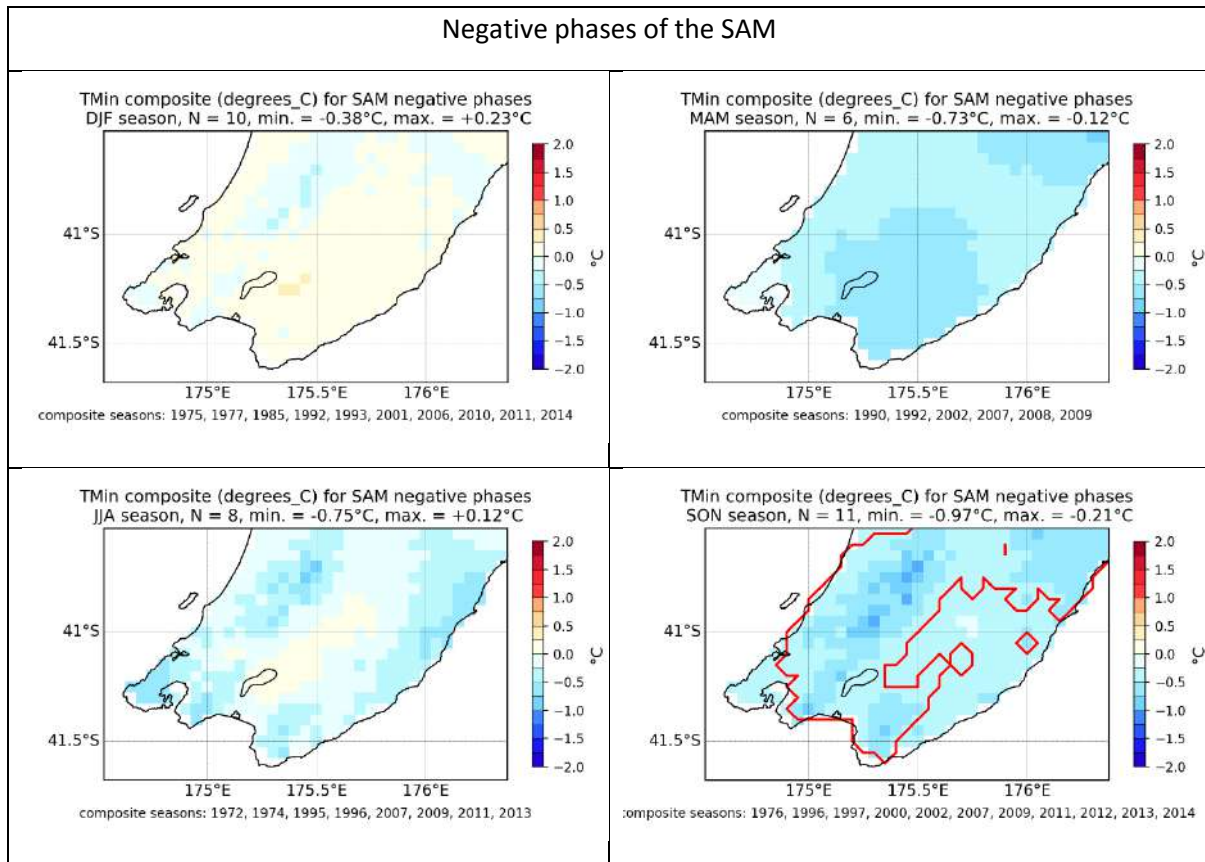 Negative phases of the SAM
TMin composite (degrees_C) for SAM negative phases
DJF season, N = 10, min. = -0.38°C, max. = +0.23°C
2.0
1.5
1.0
0.5
0.0
−0.5
−1.0
−1.5
−2.0
°C
41°S
41.5°S
175°E
175.5°E
176°E
composite seasons: 1975, 1977, 1985, 1992, 1993, 2001, 2006, 2010, 2011, 2014
TMin composite (degrees_C) for SAM negative phases
MAM season, N = 6, min. = -0.73°C, max. = -0.12°C
2.0
1.5
1.0
0.5
0.0
−0.5
−1.0
−1.5
−2.0
°C
41°S
41.5°S
175°E
175.5°E
176°E
composite seasons: 1990, 1992, 2002, 2007, 2008, 2009
TMin composite (degrees_C) for SAM negative phases
JJA season, N = 8, min. = -0.75°C, max. = +0.12°C
2.0
1.5
1.0
0.5
0.0
−0.5
−1.0
−1.5
−2.0
°C
41°S
41.5°S
175°E
175.5°E
176°E
composite seasons: 1972, 1974, 1995, 1996, 2007, 2009, 2011, 2013
TMin composite (degrees_C) for SAM negative phases
SON season, N = 11, min. = -0.97°C, max. = -0.21°C
2.0
1.5
1.0
0.5
0.0
−0.5
−1.0
−1.5
−2.0
°C
41°S
41.5°S
175°E
175.5°E
176°E
:omposite seasons: 1976, 1996, 1997, 2000, 2002, 2007, 2009, 2011, 2012, 2013, 2014